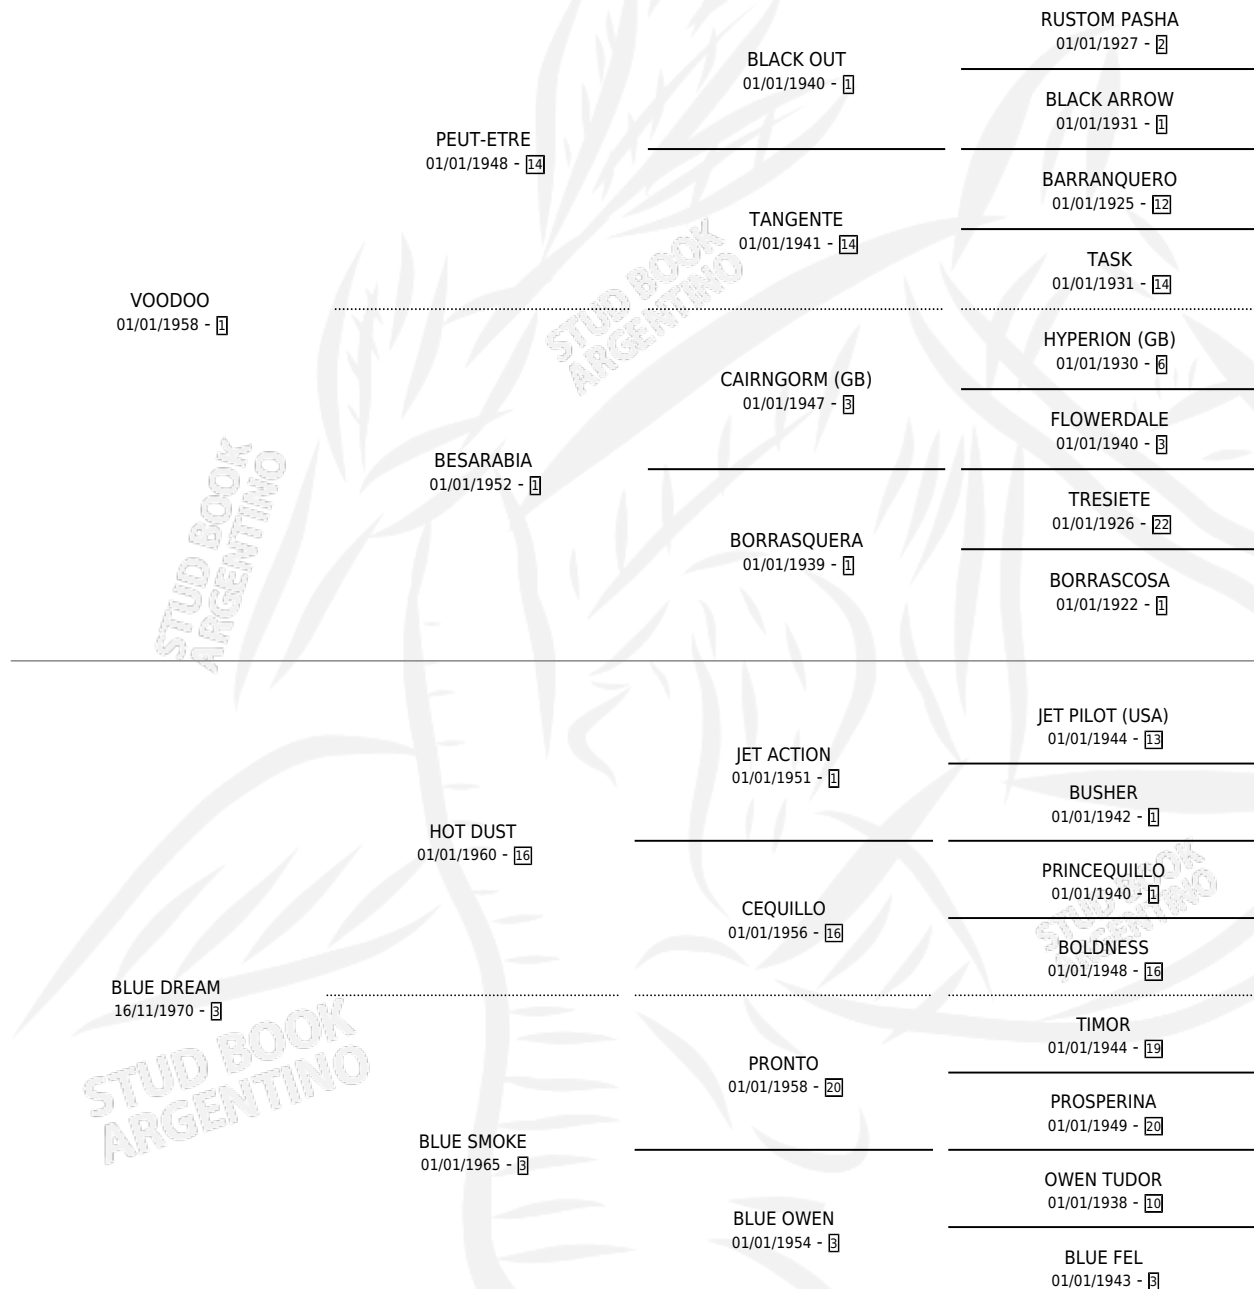 RUSTOM PASHA
01/01/1927 - 2
BLACK OUT
01/01/1940 - 1
BLACK ARROW
01/01/1931 - 1
PEUT-ETRE
01/01/1948 - 14
BARRANQUERO
01/01/1925 - 12
TANGENTE
01/01/1941 - 14
TASK
01/01/1931 - 14
VOODOO
01/01/1958 - 1
STUD BOOK
ARGENTINO
HYPERION (GB)
01/01/1930 - 6
CAIRNGORM (GB)
01/01/1947 - 3
FLOWERDALE
01/01/1940 - 3
BESARABIA
01/01/1952 - 1
TRESIETE
01/01/1926 - 22
BORRASQUERA
01/01/1939 - 1
BORRASCOSA
01/01/1922 - 1
STUD BOOK
ARGENTINO
JET PILOT (USA)
01/01/1944 - 13
JET ACTION
01/01/1951 - 1
BUSHER
01/01/1942 - 1
HOT DUST
01/01/1960 - 16
PRINCEQUILLO
01/01/1940 - 1
CEQUILLO
01/01/1956 - 16
BOLDNESS
01/01/1948 - 16
STUD BOOK
ARGENTINO
BLUE DREAM
16/11/1970 - 3
STUD BOOK
ARGENTINO
TIMOR
01/01/1944 - 19
PRONTO
01/01/1958 - 20
PROSPERINA
01/01/1949 - 20
BLUE SMOKE
01/01/1965 - 3
OWEN TUDOR
01/01/1938 - 10
BLUE OWEN
01/01/1954 - 3
BLUE FEL
01/01/1943 - 3